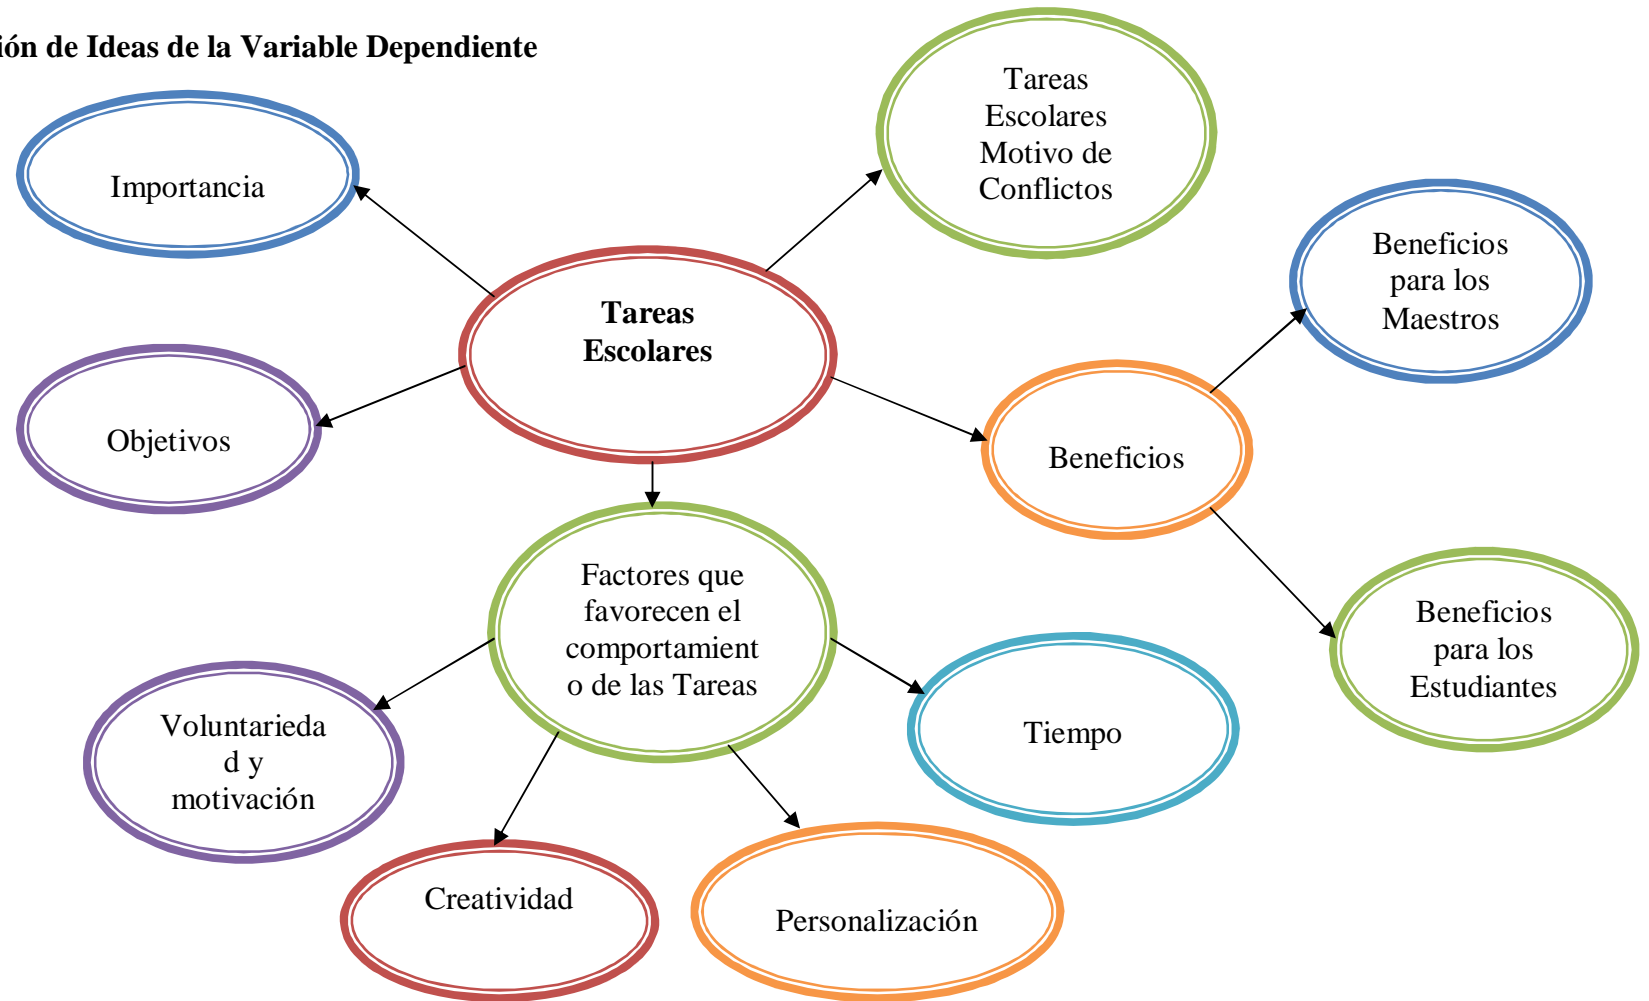 ión de Ideas de la Variable Dependiente
Tareas
Escolares
Motivo de
Conflictos
Importancia
Beneficios
para los
Maestros
Tareas
Escolares
Objetivos
Beneficios
Factores que
favorecen el
comportamient
o de las Tareas
Beneficios
para los
Estudiantes
Voluntarieda
d y
motivación
Tiempo
Creatividad
Personalización